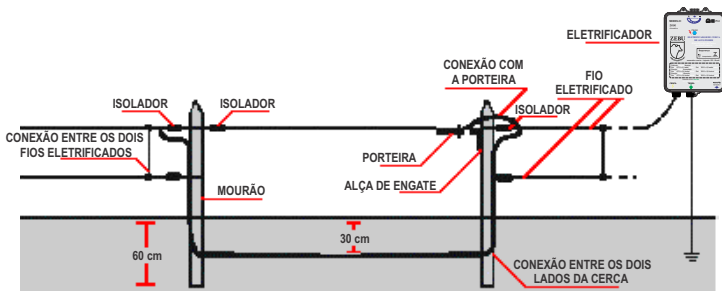 ELETRIFICADOR
ZEBU
CONEXÃO COM
A PORTEIRA
FIO
ELETRIFICADO
ISOLADOR
ISOLADOR
ISOLADOR
CONEXÃO ENTRE OS DOIS
FIOS ELETRIFICADOS
PORTEIRA
ALÇA DE ENGATE
MOURÃO
60 cm
30 cm
CONEXÃO ENTRE OS DOIS
LADOS DA CERCA